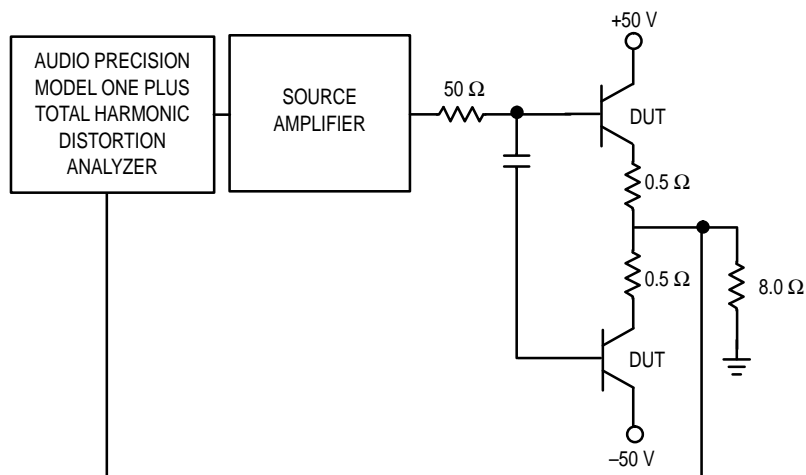 +50 V
AUDIO PRECISION
MODEL ONE PLUS
TOTAL HARMONIC
DISTORTION
ANALYZER
SOURCE
AMPLIFIER
50 Ω
DUT
0.5 Ω
0.5 Ω
8.0 Ω
DUT
–50 V